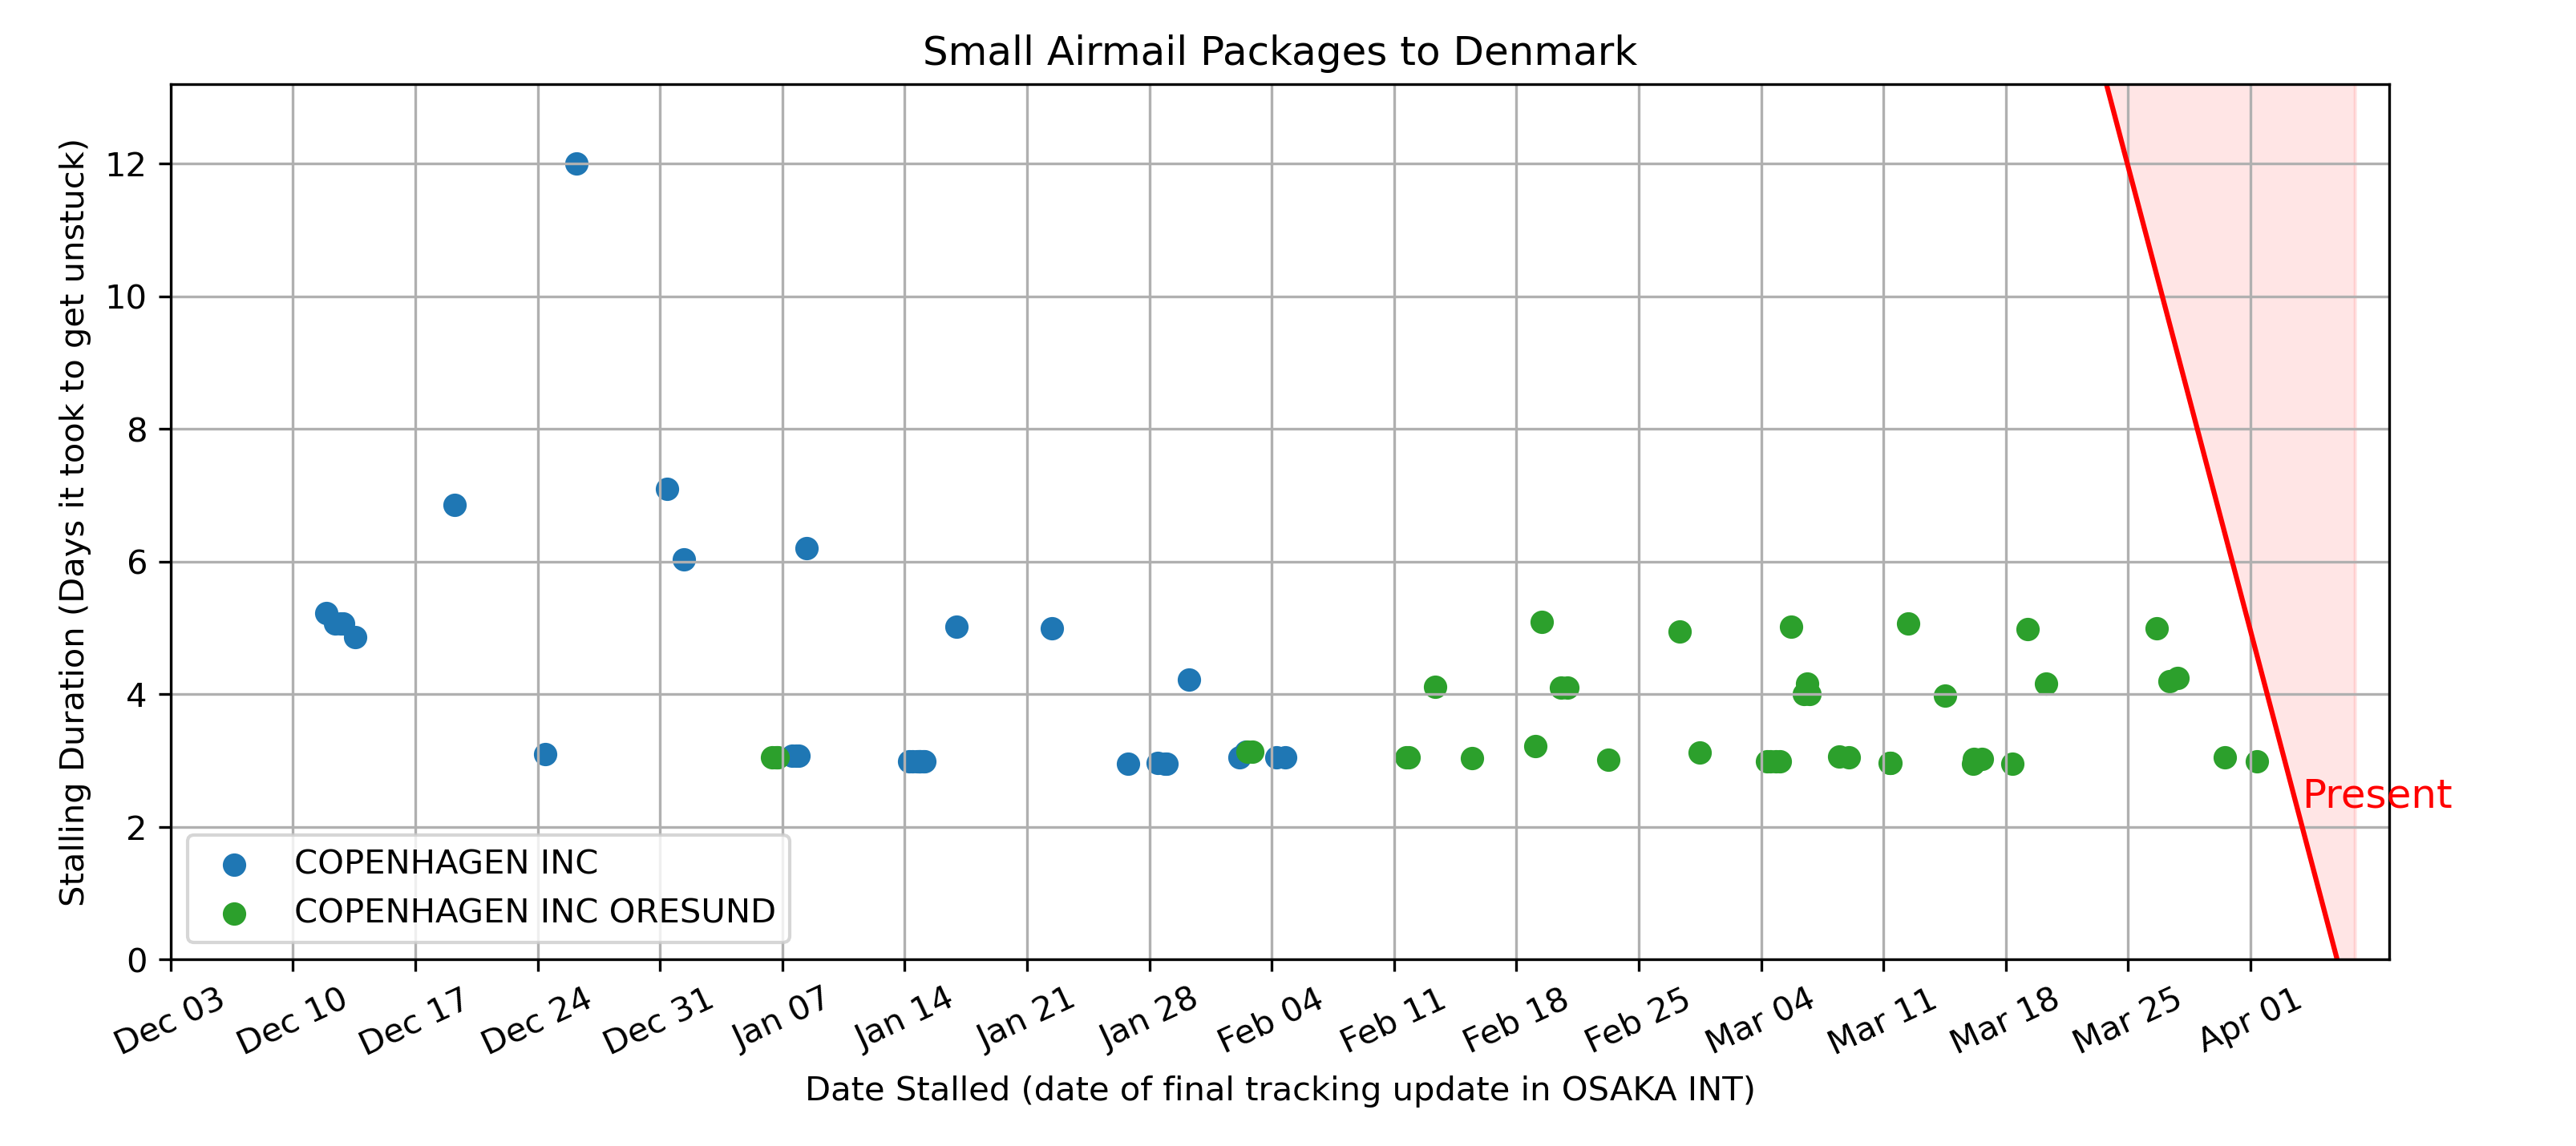 Small Airmail Packages to Denmark
Stalling Duration (Days it took to get unstuck)
12
10
8
6
4
2
0
Present
COPENHAGEN INC
COPENHAGEN INC ORESUND
Dec 03
Dec 10
Dec 17
Dec 24
Dec 31
Jan 07
Jan 14
Jan 21
Jan 28
Feb 04
Feb 11
Feb 18
Feb 25
Mar 04
Mar 11
Mar 18
Mar 25
Apr 01
Date Stalled (date of final tracking update in OSAKA INT)